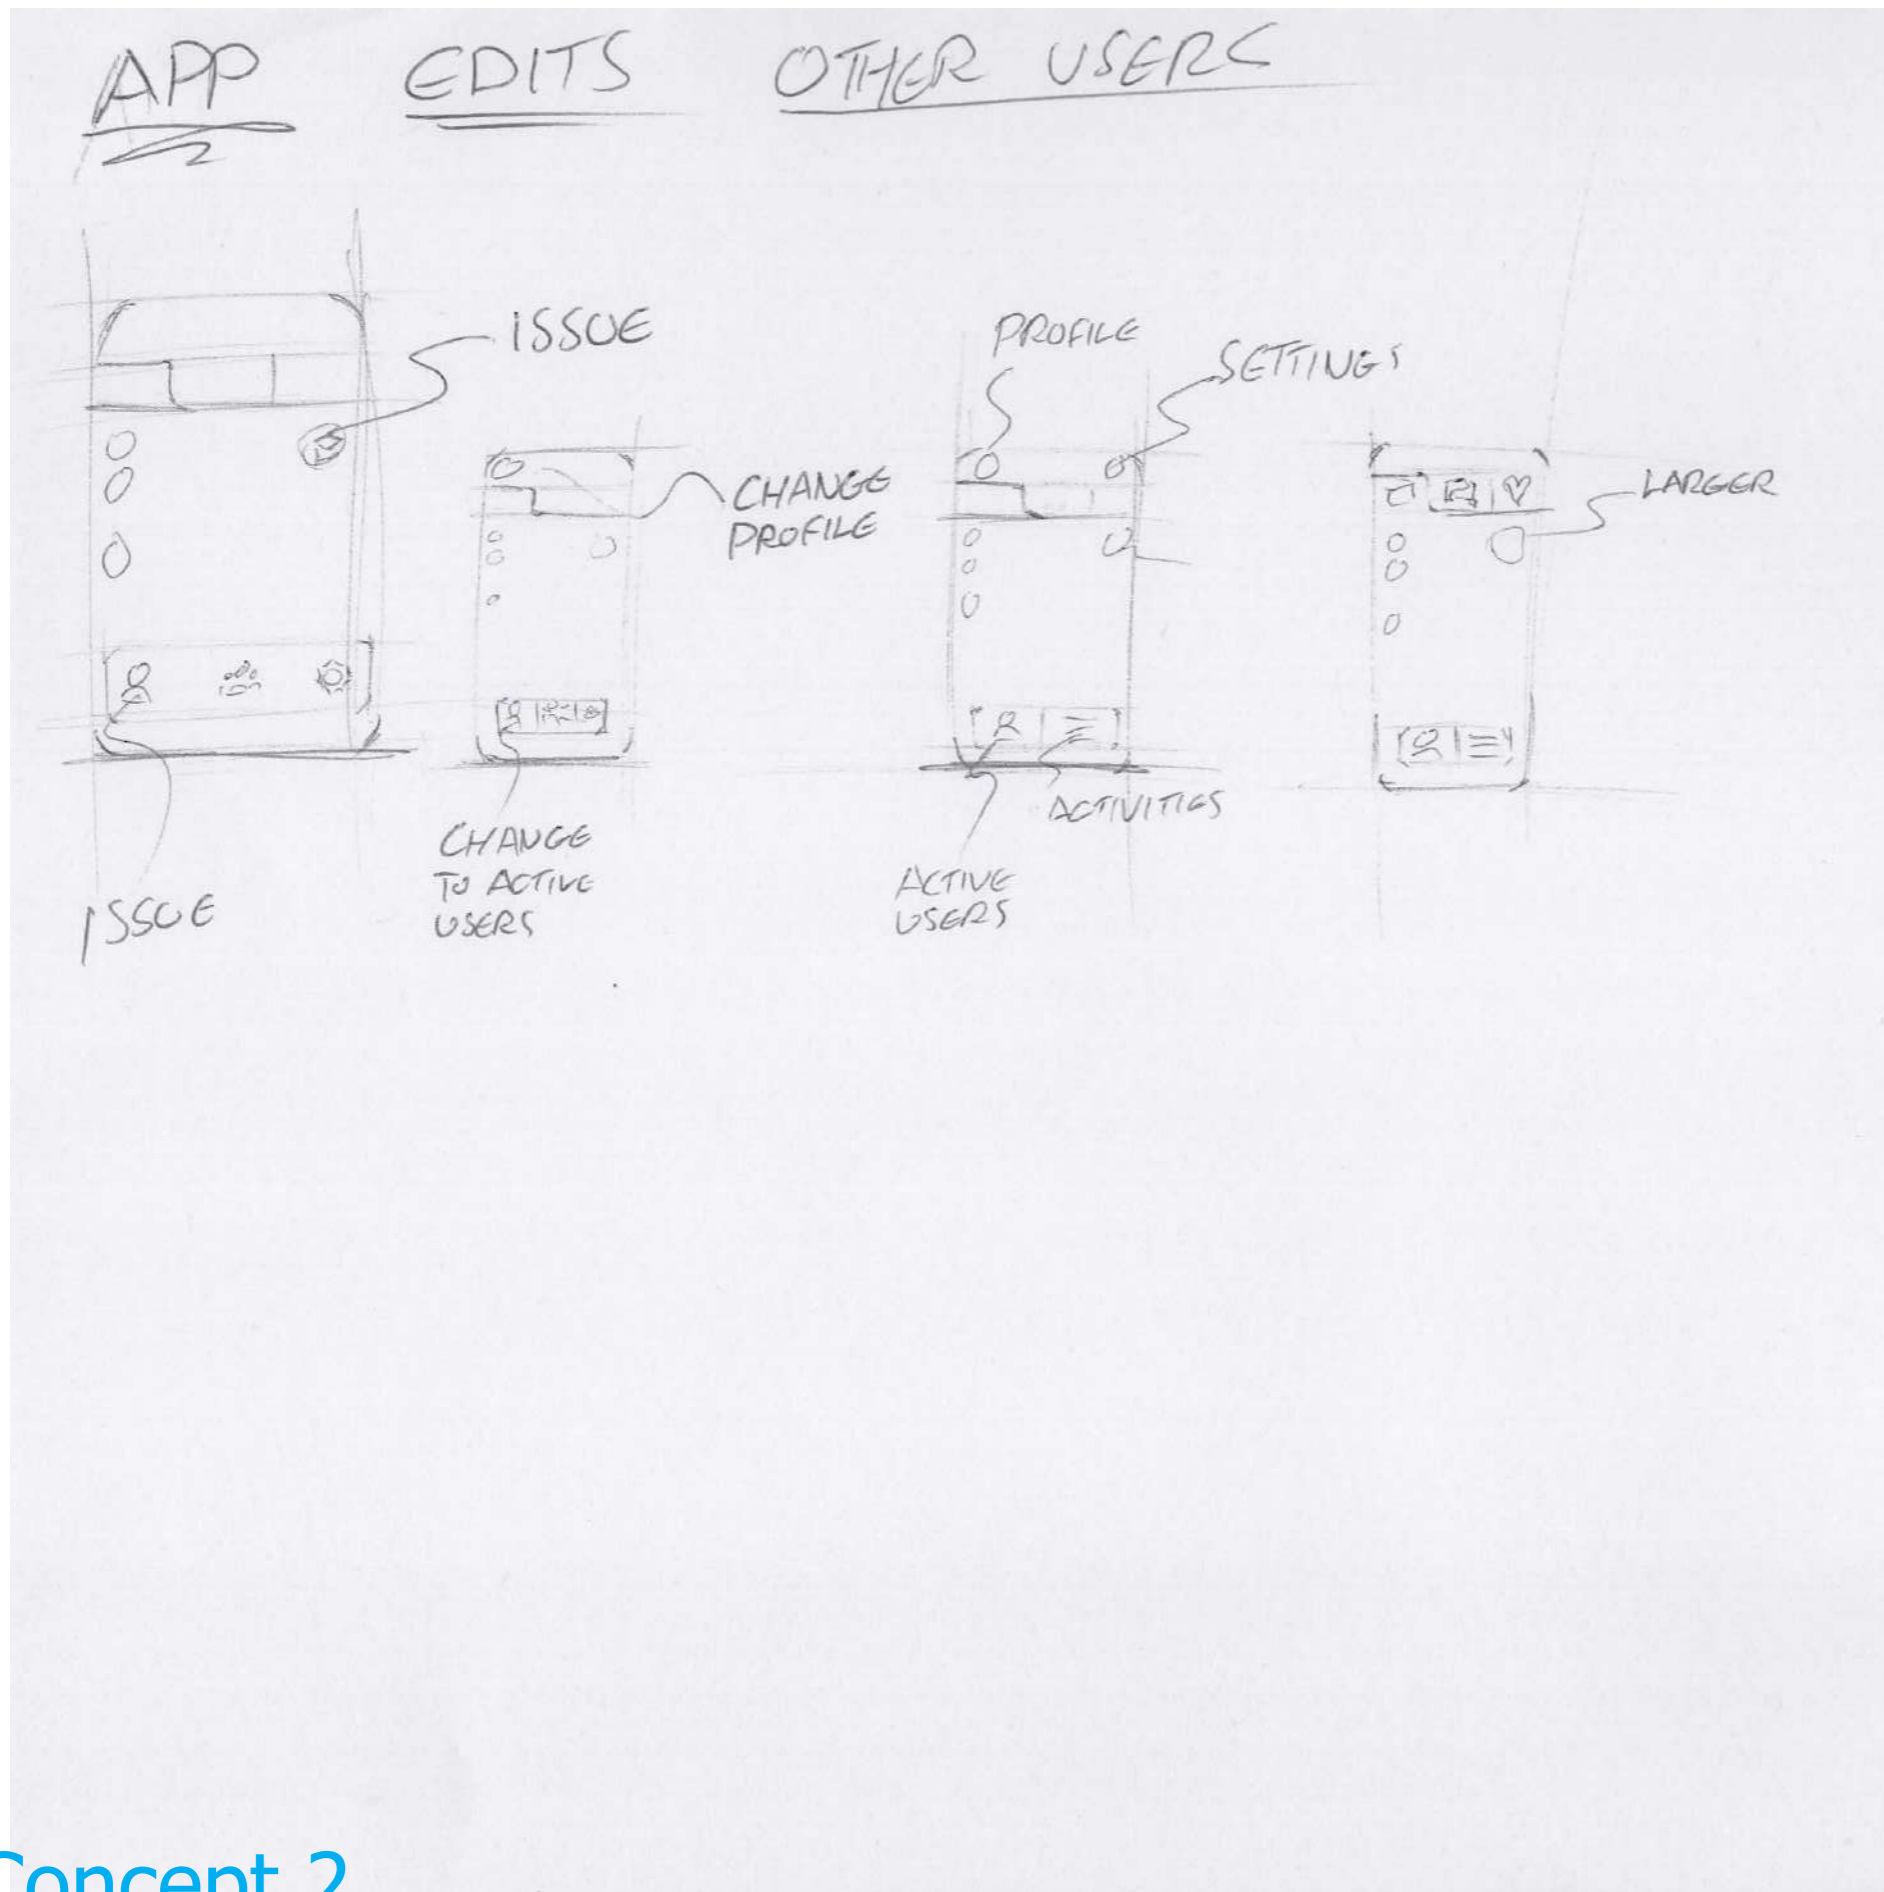 APP EDITS OTHER USERS
ISSUE
PROFILE
SETTINGS
CHANGE
PROFILE
LARGER
ACTIVITIES
CHANGE
TO ACTIVE
USERS
ACTIVE
USERS
ISSUE
Concept 2